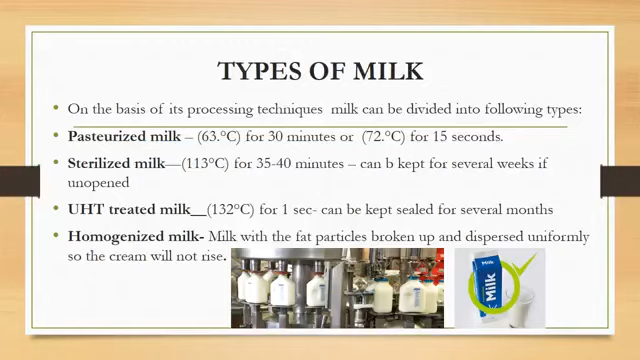 TYPES OF MILK
On the basis of its processing techniques milk can be divided into following types:
Pasteurized milk – (63.°C) for 30 minutes or (72.°C) for 15 seconds.
Sterilized milk—(113°C) for 35-40 minutes – can b kept for several weeks if
unopened
UHT treated milk__(132°C) for 1 sec- can be kept sealed for several months
Homogenized milk- Milk with the fat particles broken up and dispersed uniformly
so the cream will not rise.
Milk
Milk